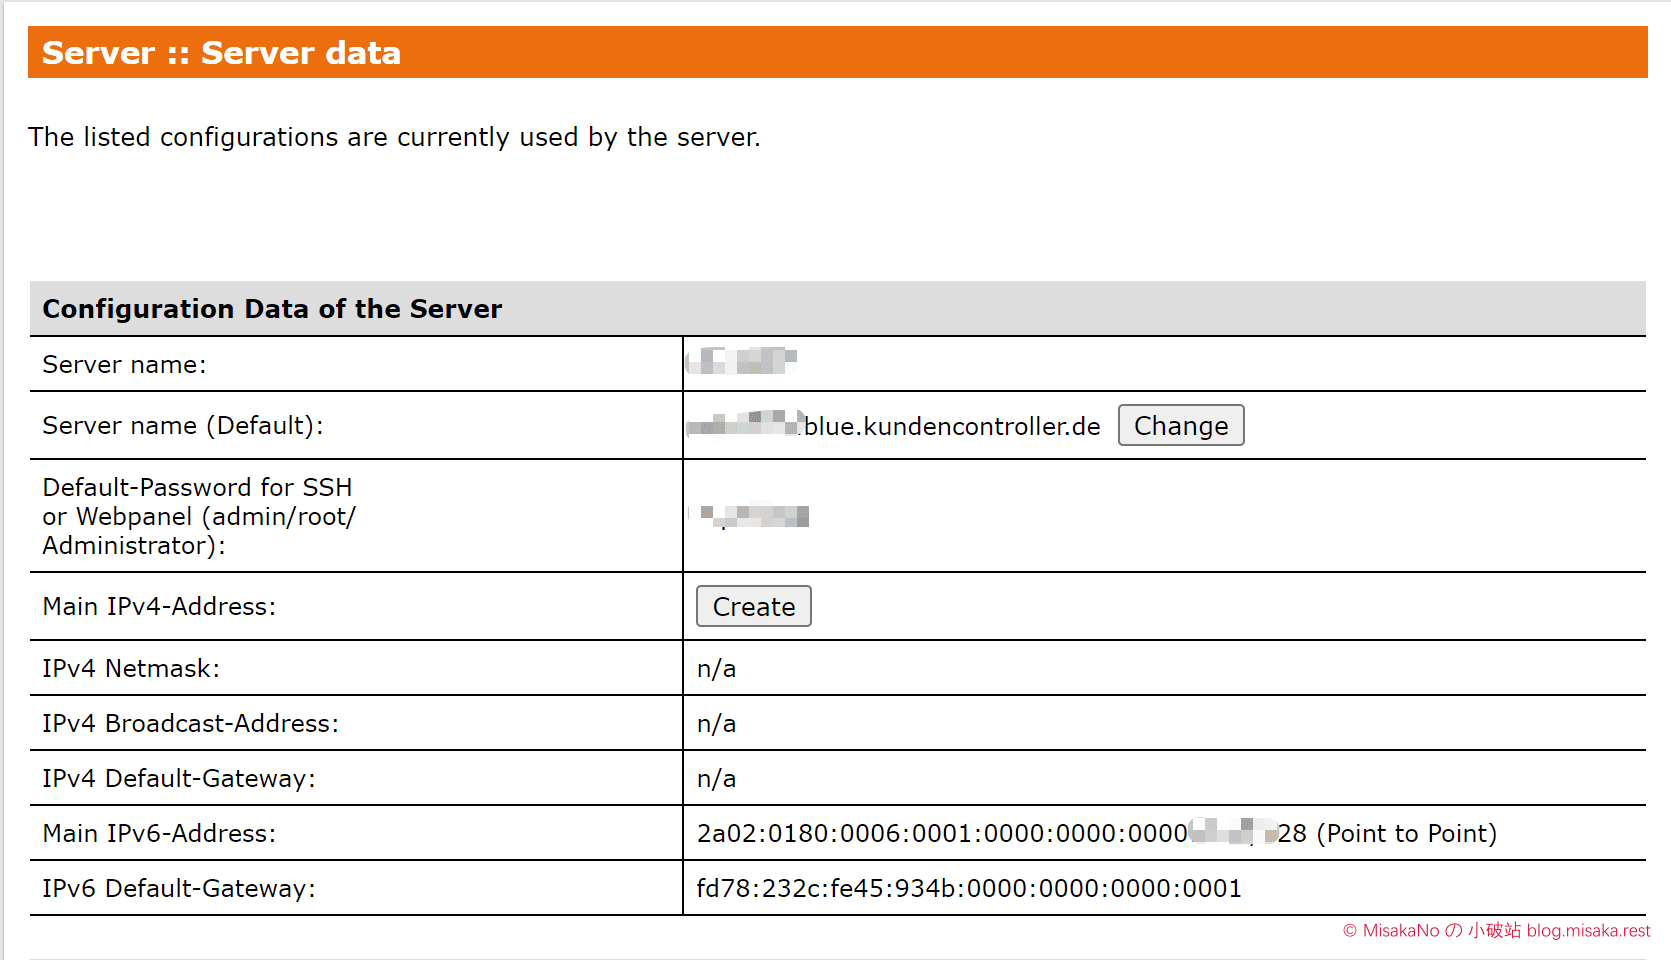 Server :: Server data
The listed configurations are currently used by the server.
Configuration Data of the Server
Server name:
Server name (Default): blue.kundencontroller.de Change
Default-Password for SSH
or Webpanel (admin/root/
Administrator):
Main IPv4-Address: Create
IPv4 Netmask: n/a
IPv4 Broadcast-Address: n/a
IPv4 Default-Gateway: n/a
Main IPv6-Address: 2a02:0180:0006:0001:0000:0000:0000 28 (Point to Point)
IPv6 Default-Gateway: fd78:232c:fe45:934b:0000:0000:0000:0001
© MisakaNo の 小破站 blog.misaka.rest